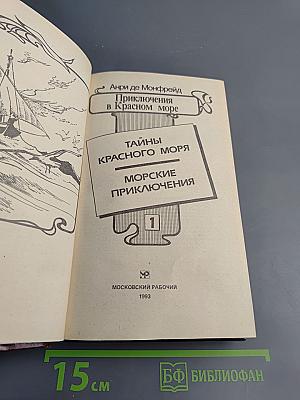 Анри де Монфрейд
Приключения
в Красном море
ТАЙНЫ
КРАСНОГО МОРЯ
МОРСКИЕ
ПРИКЛЮЧЕНИЯ
1
МОСКОВСКИЙ РАБОЧИЙ
1993
15 см
БФ БИБЛИОФАН